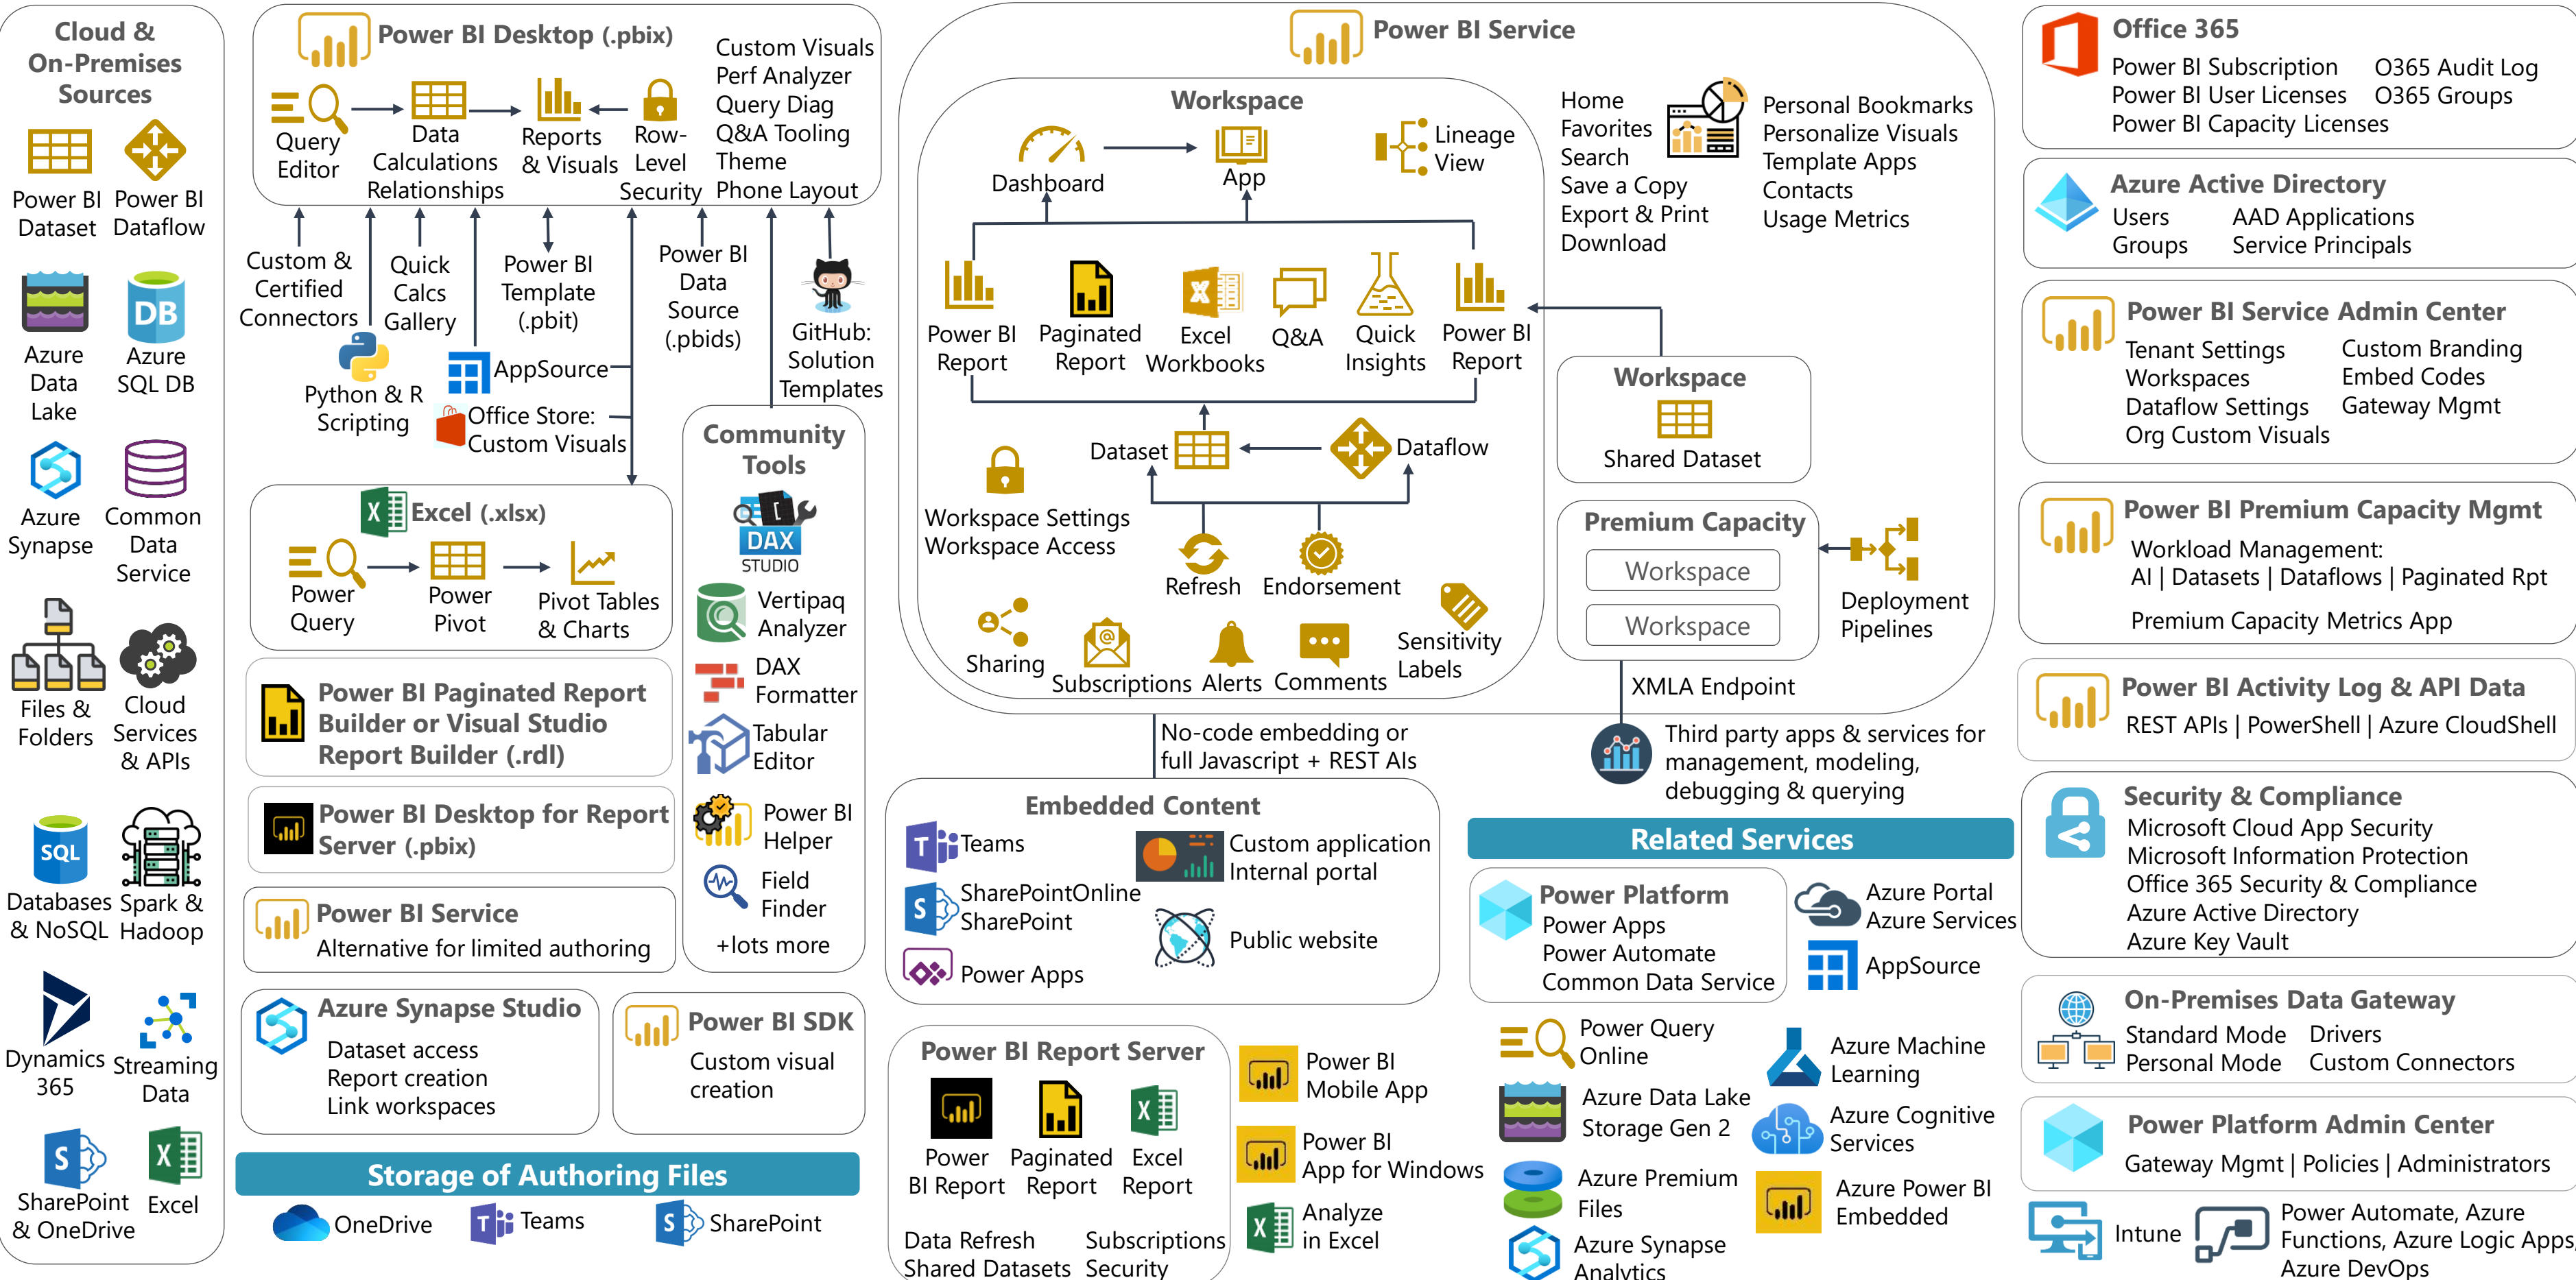 Cloud &
On-Premises
Sources
Power BI
Dataset
Power BI
Dataflow
Azure
Data
Lake
DB
Azure
SQL DB
Azure
Synapse
Common
Data
Service
Files &
Folders
Cloud
Services
& APIs
SQL
Databases
& NoSQL
Spark &
Hadoop
Dynamics
365
Streaming
Data
SharePoint
& OneDrive
Excel
Power BI Desktop (.pbix)
Query
Editor
Data
Calculations
Relationships
Reports
& Visuals
Row-
Level
Security
Custom Visuals
Perf Analyzer
Query Diag
Q&A Tooling
Theme
Phone Layout
Custom &
Certified
Connectors
Python & R
Scripting
Quick
Calcs
Gallery
AppSource
Office Store:
Custom Visuals
Power BI
Template
(.pbit)
Power BI
Data
Source
(.pbids)
GitHub:
Solution
Templates
Excel (.xlsx)
Power
Query
Power
Pivot
Pivot Tables
& Charts
Power BI Paginated Report
Builder or Visual Studio
Report Builder (.rdl)
Power BI Desktop for Report
Server (.pbix)
Power BI Service
Alternative for limited authoring
Azure Synapse Studio
Dataset access
Report creation
Link workspaces
Power BI SDK
Custom visual
creation
Community
Tools
DAX
STUDIO
Vertipaq
Analyzer
DAX
Formatter
Tabular
Editor
Power BI
Helper
Field
Finder
+lots more
Storage of Authoring Files
OneDrive
Teams
SharePoint
Power BI Service
Workspace
Dashboard
App
Lineage
View
Power BI
Report
Paginated
Report
Excel
Workbooks
Q&A
Quick
Insights
Power BI
Report
Dataset
Dataflow
Workspace Settings
Workspace Access
Refresh
Endorsement
Sharing
Subscriptions
Alerts
Comments
Sensitivity
Labels
Home
Favorites
Search
Save a Copy
Export & Print
Download
Personal Bookmarks
Personalize Visuals
Template Apps
Contacts
Usage Metrics
Workspace
Shared Dataset
Premium Capacity
Workspace
Workspace
Deployment
Pipelines
XMLA Endpoint
Third party apps & services for
management, modeling,
debugging & querying
No-code embedding or
full Javascript + REST AIs
Embedded Content
Teams
SharePointOnline
SharePoint
Power Apps
Custom application
Internal portal
Public website
Power BI Report Server
Power
BI Report
Paginated
Report
Excel
Report
Data Refresh
Shared Datasets
Subscriptions
Security
Power BI
Mobile App
Power BI
App for Windows
Analyze
in Excel
Related Services
Power Platform
Power Apps
Power Automate
Common Data Service
Azure Portal
Azure Services
AppSource
Power Query
Online
Azure Machine
Learning
Azure Data Lake
Storage Gen 2
Azure Cognitive
Services
Azure Premium
Files
Azure Power BI
Embedded
Azure Synapse
Analytics
Office 365
Power BI Subscription
Power BI User Licenses
Power BI Capacity Licenses
O365 Audit Log
O365 Groups
Azure Active Directory
Users
Groups
AAD Applications
Service Principals
Power BI Service Admin Center
Tenant Settings
Workspaces
Dataflow Settings
Org Custom Visuals
Custom Branding
Embed Codes
Gateway Mgmt
Power BI Premium Capacity Mgmt
Workload Management:
AI | Datasets | Dataflows | Paginated Rpt
Premium Capacity Metrics App
Power BI Activity Log & API Data
REST APIs | PowerShell | Azure CloudShell
Security & Compliance
Microsoft Cloud App Security
Microsoft Information Protection
Office 365 Security & Compliance
Azure Active Directory
Azure Key Vault
On-Premises Data Gateway
Standard Mode
Personal Mode
Drivers
Custom Connectors
Power Platform Admin Center
Gateway Mgmt | Policies | Administrators
Intune
Power Automate, Azure
Functions, Azure Logic Apps,
Azure DevOps